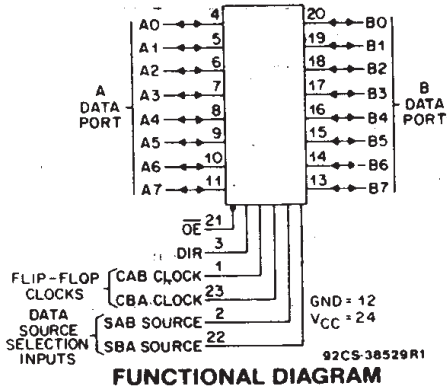 A0 4 20 B0
A1 5 19 B1
A2 6 18 B2
A3 7 17 B3
A4 8 16 B4
A5 9 15 B5
A6 10 14 B6
A7 11 13 B7
A DATA PORT
B DATA PORT
OE 21
DIR 3
FLIP-FLOP CLOCKS
CAB CLOCK 1
CBA CLOCK 23
DATA SOURCE SELECTION INPUTS
SAB SOURCE 2
SBA SOURCE 22
GND = 12
VCC = 24
92CS-38529R1
FUNCTIONAL DIAGRAM